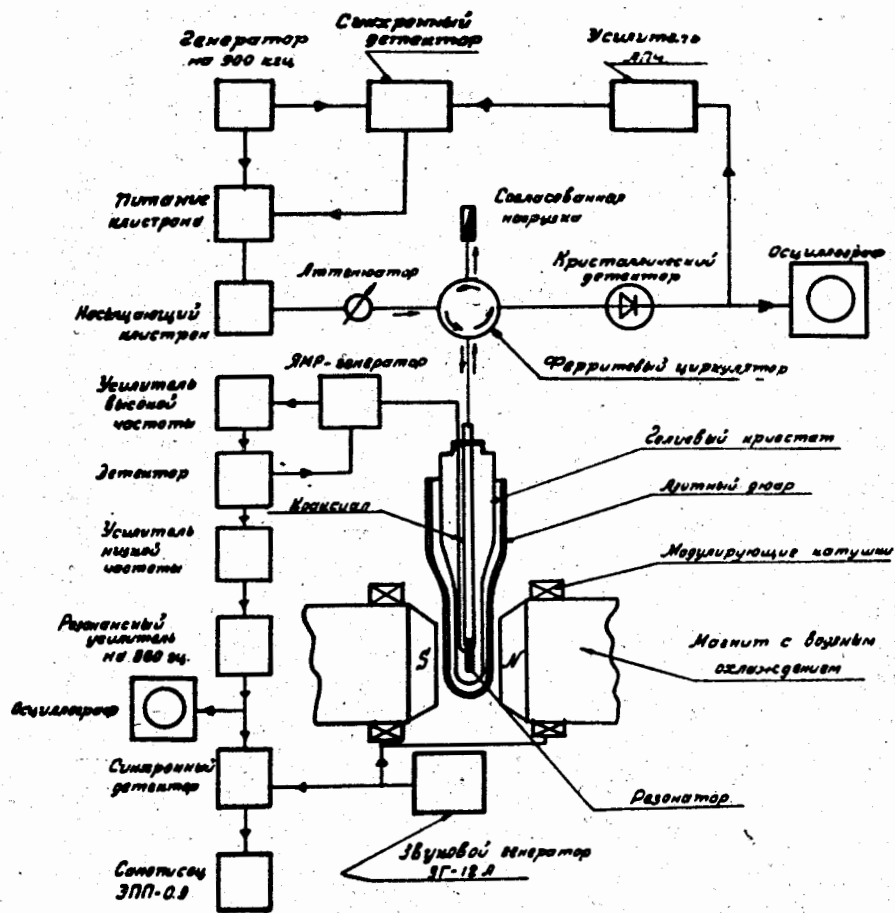 Генератор
на 900 кгц
Синхронный
детектор
Усилитель
АПЧ
Питание
клистрона
Согласованная
нагрузка
Аттенюатор
Кристаллический
детектор
Осциллограф
Насыщающий
клистрон
Ферритовый циркулятор
ЯМР-генератор
Усилитель
высокой
частоты
Гелиевый криостат
Детектор
Азотный дюар
Коаксиал
Усилитель
низкой
частоты
Модулирующие катушки
Резонансный
усилитель
на гц.
S
N
Магнит с водяным
охлаждением
Осциллограф
Синхронный
детектор
Резонатор
Звуковой генератор
ЗГ-12 А
Самописец
ЭПП-0.9